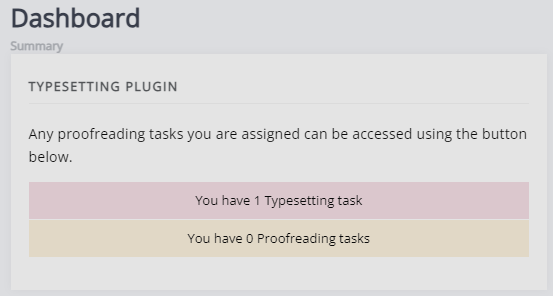 Dashboard
Summary
TYPESETTING PLUGIN
Any proofreading tasks you are assigned can be accessed using the button
below.
You have 1 Typesetting task
You have 0 Proofreading tasks